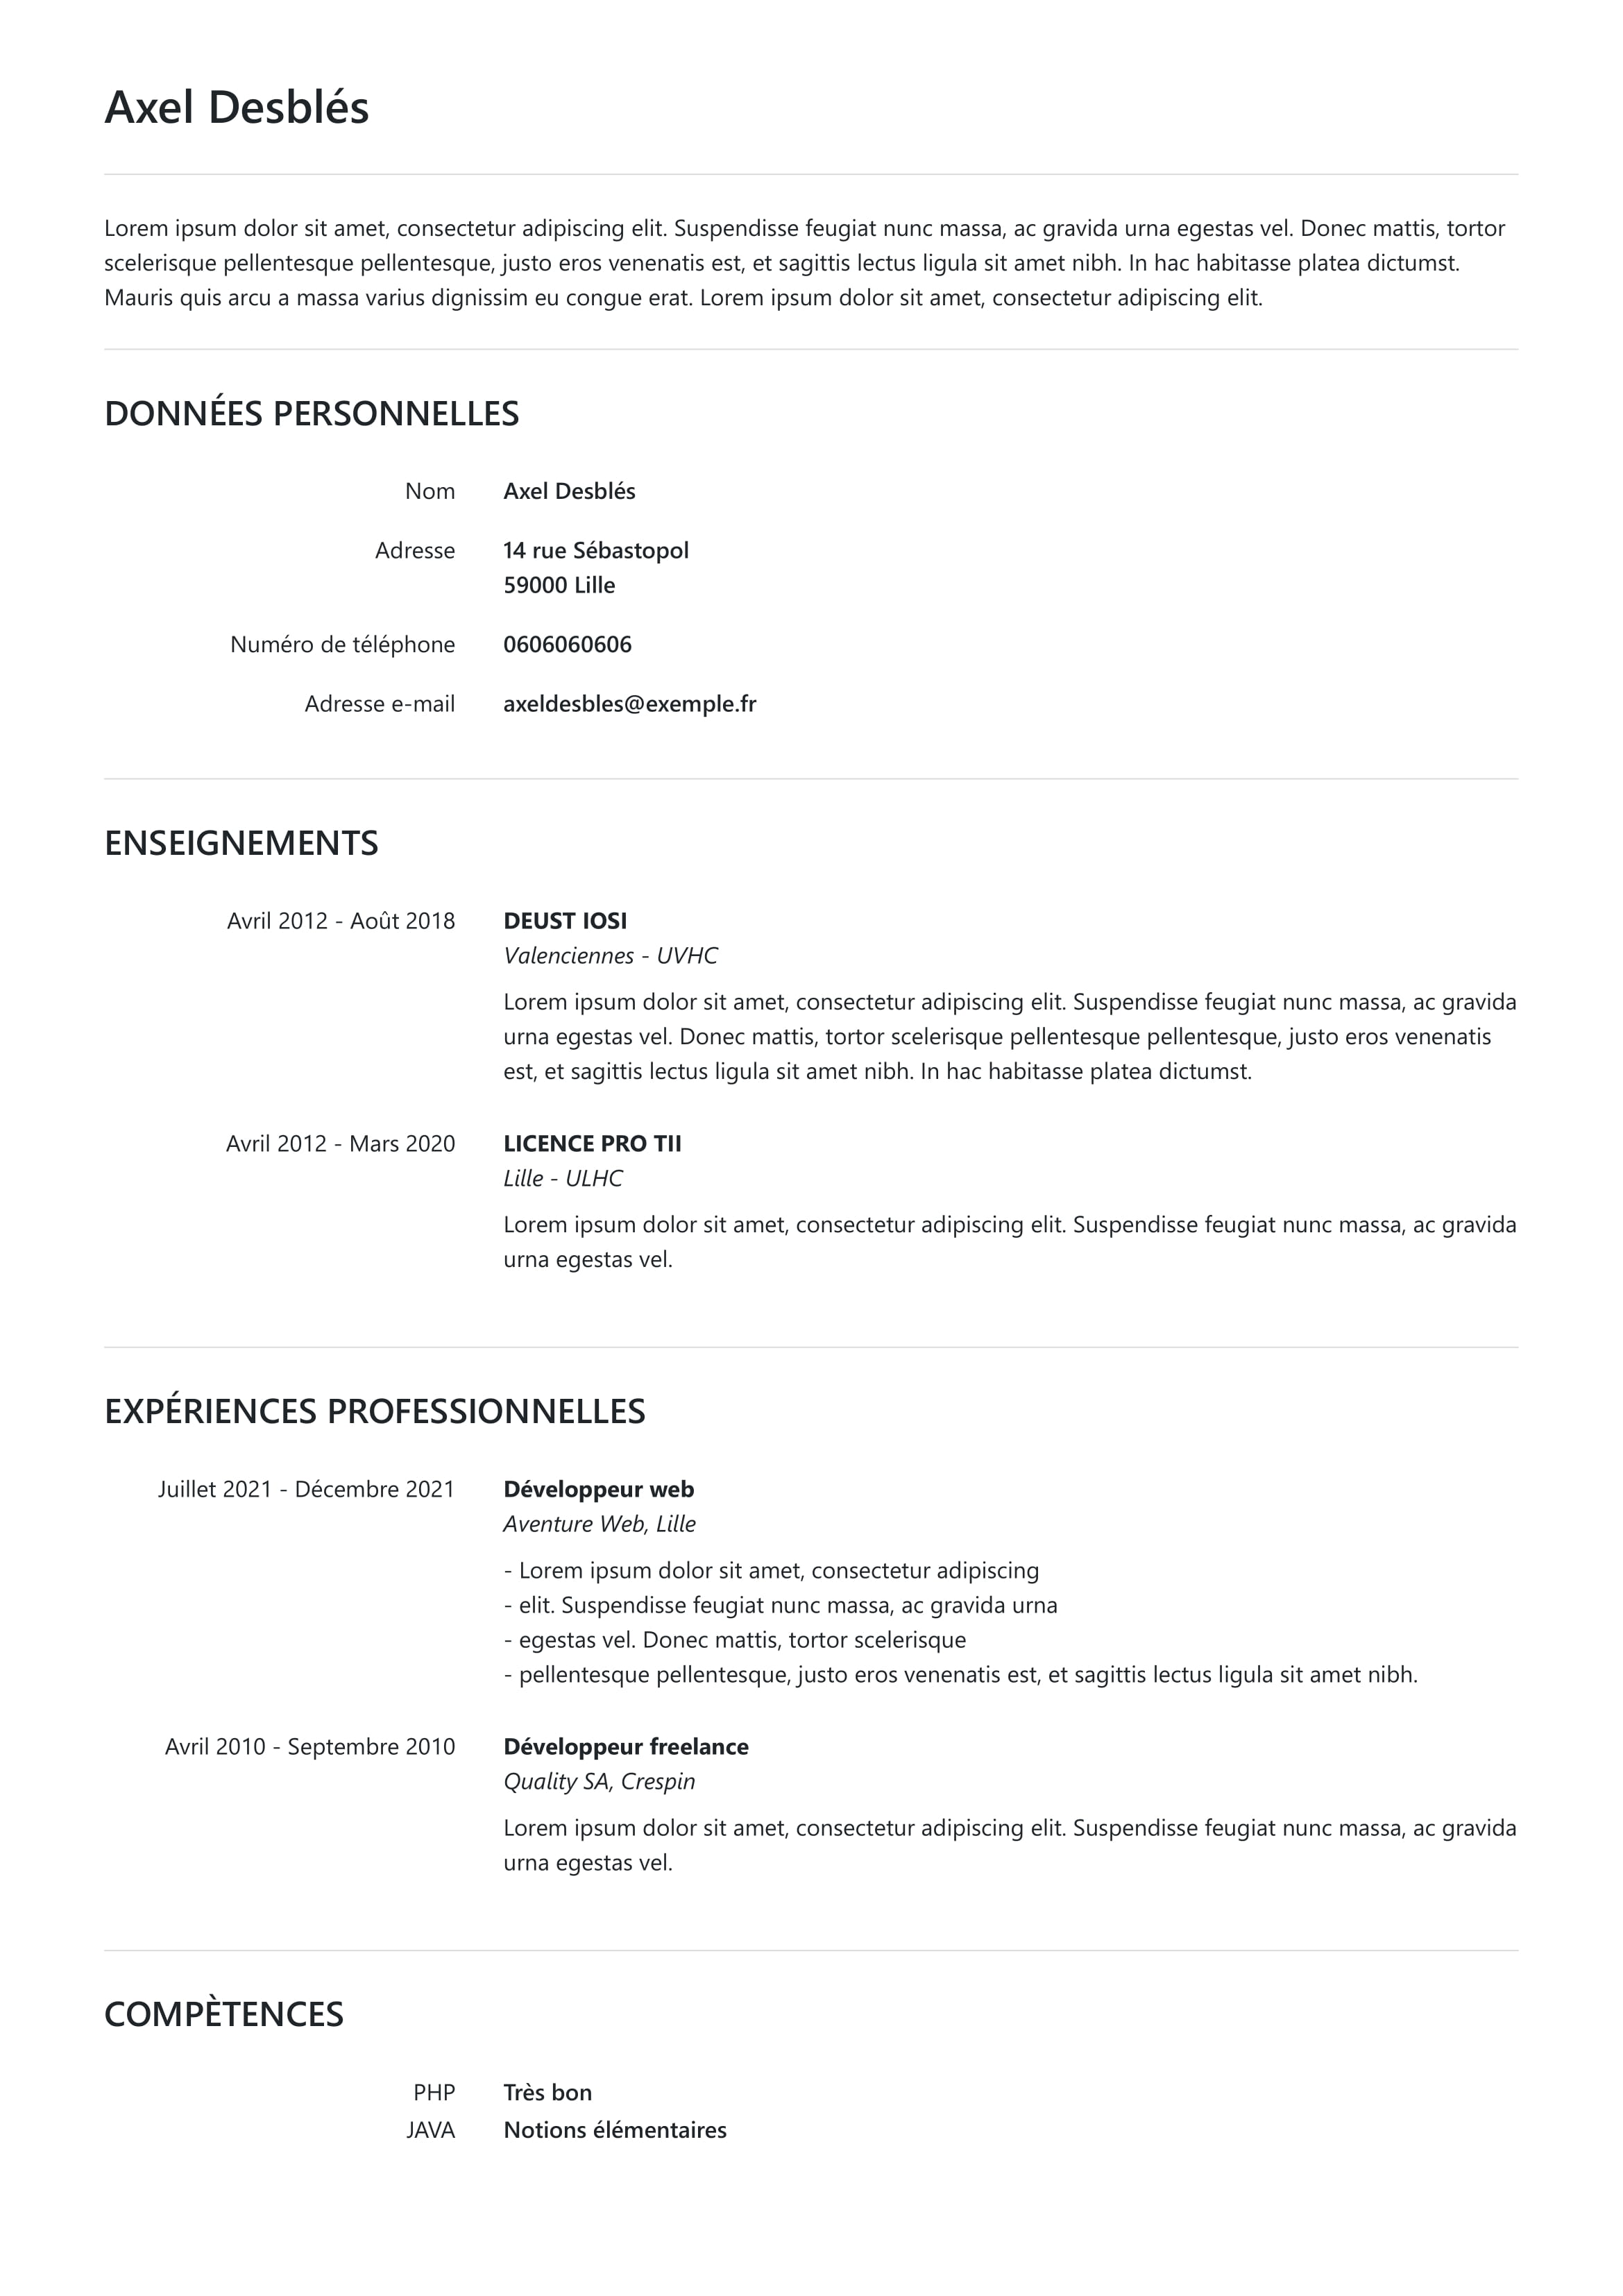 Axel Desblés
Lorem ipsum dolor sit amet, consectetur adipiscing elit. Suspendisse feugiat nunc massa, ac gravida urna egestas vel. Donec mattis, tortor
scelerisque pellentesque pellentesque, justo eros venenatis est, et sagittis lectus ligula sit amet nibh. In hac habitasse platea dictumst.
Mauris quis arcu a massa varius dignissim eu congue erat. Lorem ipsum dolor sit amet, consectetur adipiscing elit.
DONNÉES PERSONNELLES
Nom Axel Desblés
Adresse 14 rue Sébastopol
59000 Lille
Numéro de téléphone 0606060606
Adresse e-mail axeldesbles@exemple.fr
ENSEIGNEMENTS
Avril 2012 - Août 2018 DEUST IOSI
Valenciennes - UVHC
Lorem ipsum dolor sit amet, consectetur adipiscing elit. Suspendisse feugiat nunc massa, ac gravida
urna egestas vel. Donec mattis, tortor scelerisque pellentesque pellentesque, justo eros venenatis
est, et sagittis lectus ligula sit amet nibh. In hac habitasse platea dictumst.
Avril 2012 - Mars 2020 LICENCE PRO TII
Lille - ULHC
Lorem ipsum dolor sit amet, consectetur adipiscing elit. Suspendisse feugiat nunc massa, ac gravida
urna egestas vel.
EXPÉRIENCES PROFESSIONNELLES
Juillet 2021 - Décembre 2021 Développeur web
Aventure Web, Lille
- Lorem ipsum dolor sit amet, consectetur adipiscing
- elit. Suspendisse feugiat nunc massa, ac gravida urna
- egestas vel. Donec mattis, tortor scelerisque
- pellentesque pellentesque, justo eros venenatis est, et sagittis lectus ligula sit amet nibh.
Avril 2010 - Septembre 2010 Développeur freelance
Quality SA, Crespin
Lorem ipsum dolor sit amet, consectetur adipiscing elit. Suspendisse feugiat nunc massa, ac gravida
urna egestas vel.
COMPÈTENCES
PHP Très bon
JAVA Notions élémentaires